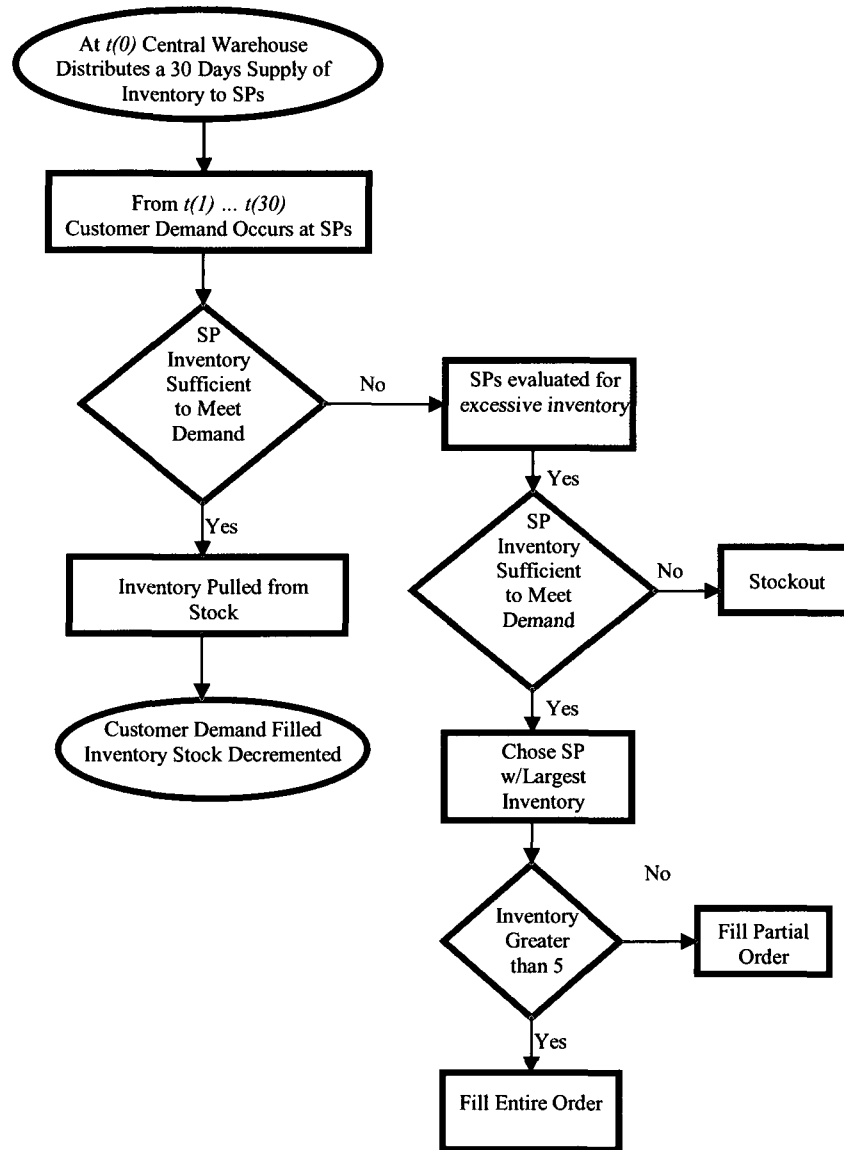 At t(0) Central Warehouse
Distributes a 30 Days Supply of
Inventory to SPs
From t(1) ... t(30)
Customer Demand Occurs at SPs
SP
Inventory
Sufficient
to Meet
Demand
No
SPs evaluated for
excessive inventory
Yes
Yes
SP
Inventory
Sufficient
to Meet
Demand
No
Stockout
Inventory Pulled from
Stock
Customer Demand Filled
Inventory Stock Decremented
Yes
Chose SP
w/Largest
Inventory
No
Inventory
Greater
than 5
Fill Partial
Order
Yes
Fill Entire Order